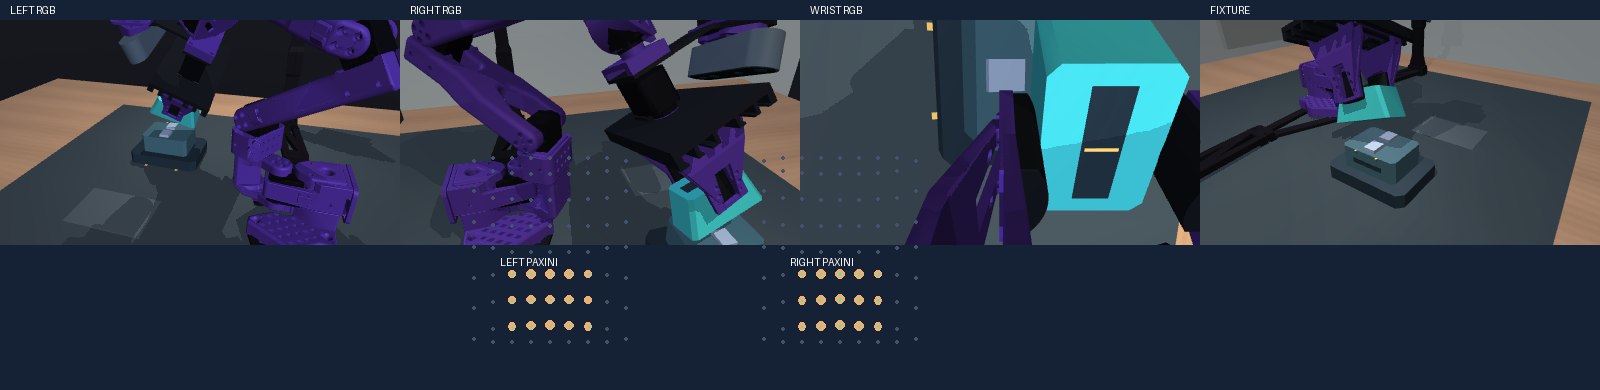 LEFT RGB
RIGHT RGB
WRIST RGB
FIXTURE
LEFT PAXINI
RIGHT PAXINI